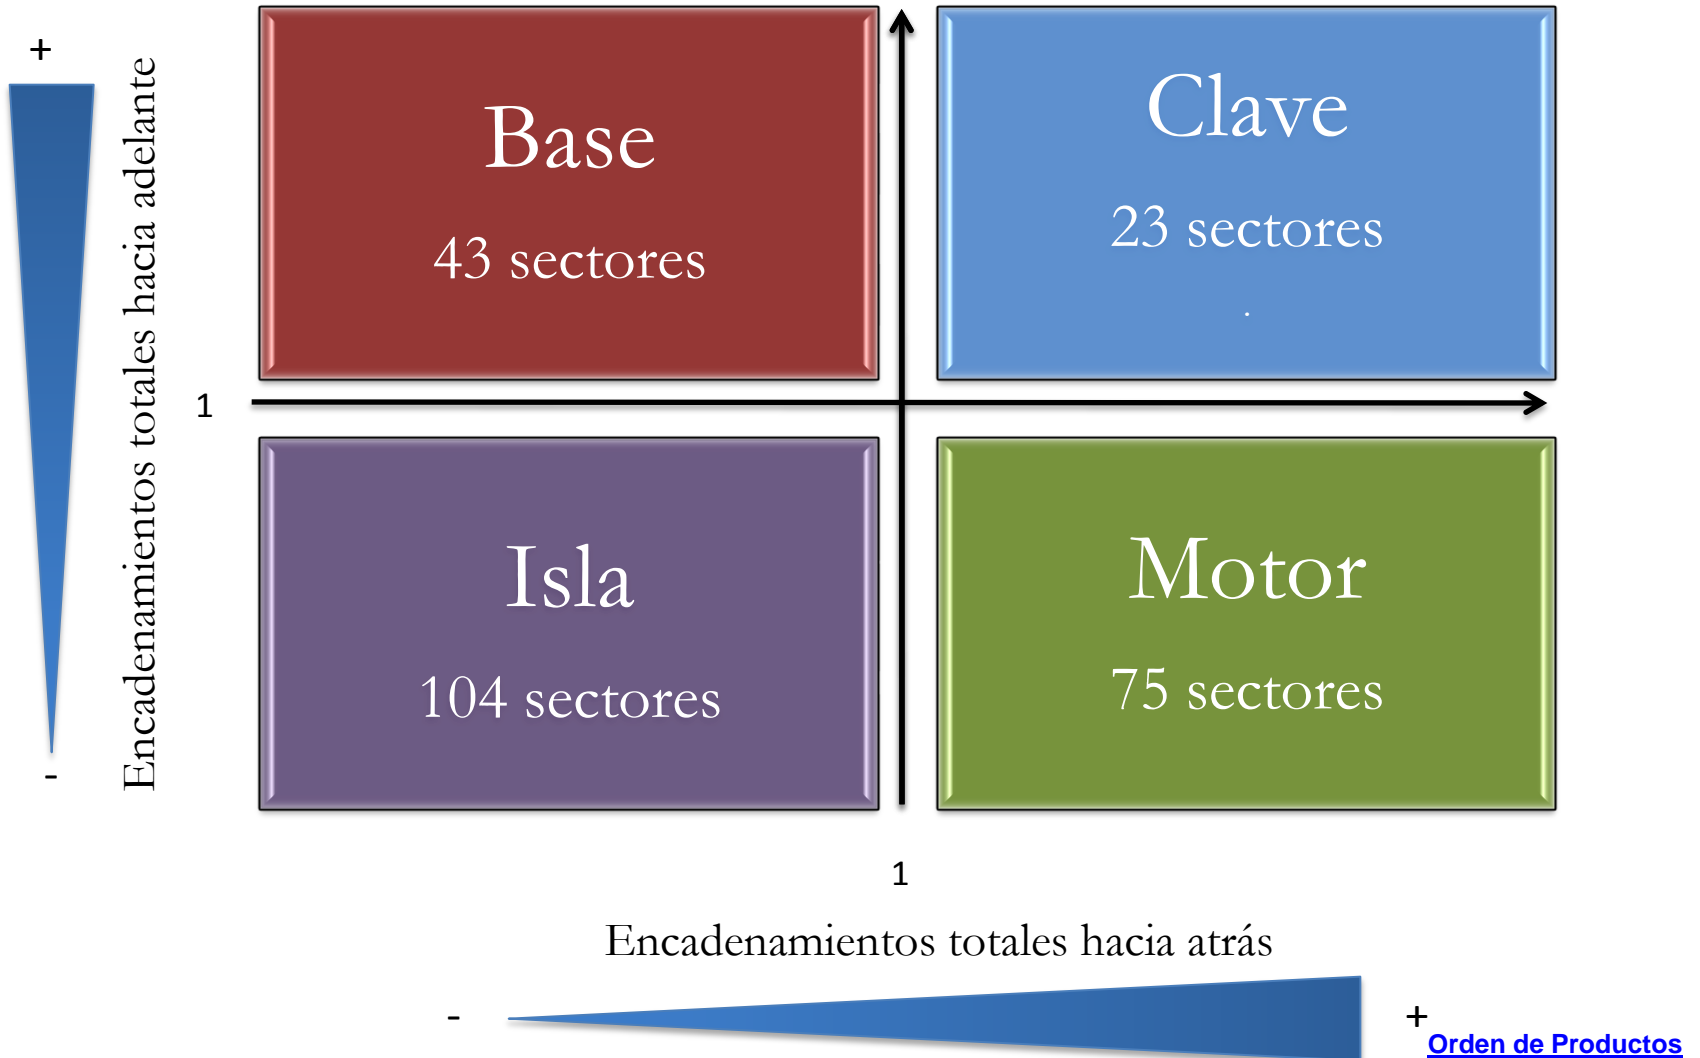 +
Encadenamientos totales hacia adelante
-
Base
43 sectores
Clave
23 sectores
.
1
Isla
104 sectores
Motor
75 sectores
1
Encadenamientos totales hacia atrás
-
+
Orden de Productos